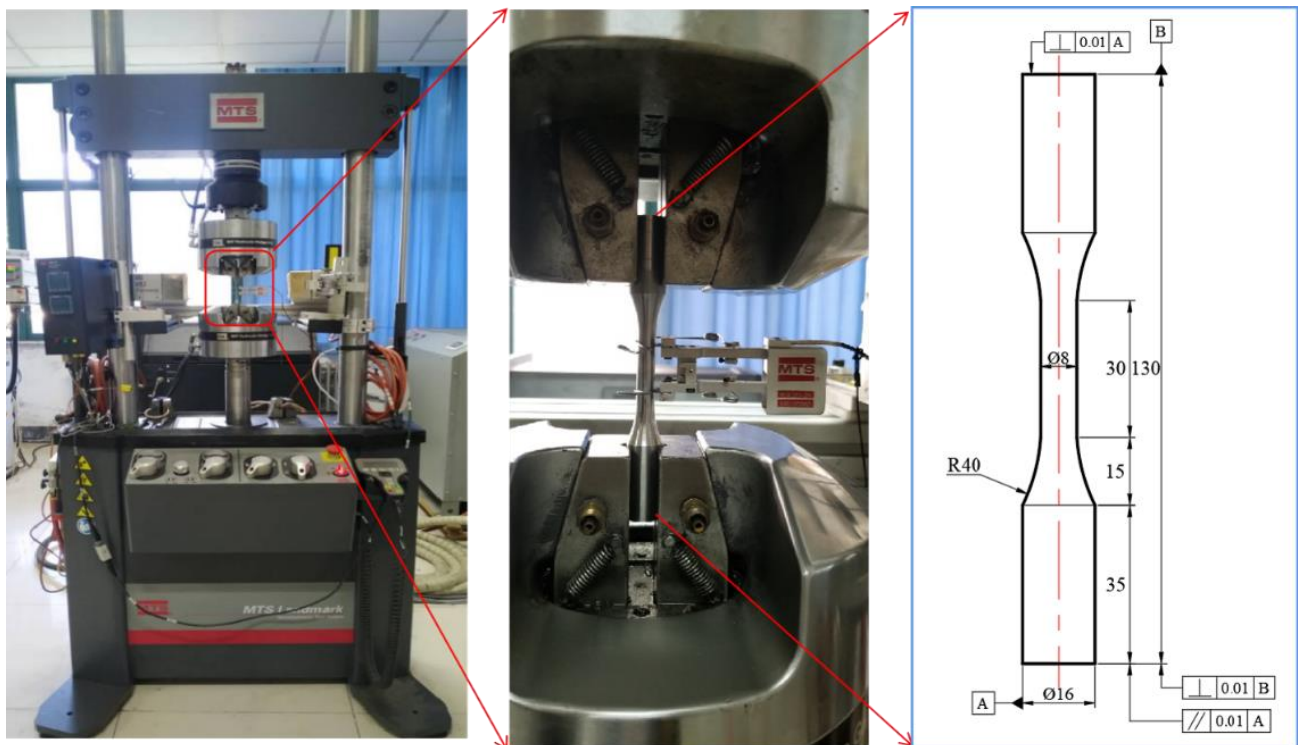 MTS
MTS Landmark
MTS
⊥ 0.01 A
B
Ø8
30
130
R40
15
35
A
Ø16
⊥ 0.01 B
// 0.01 A